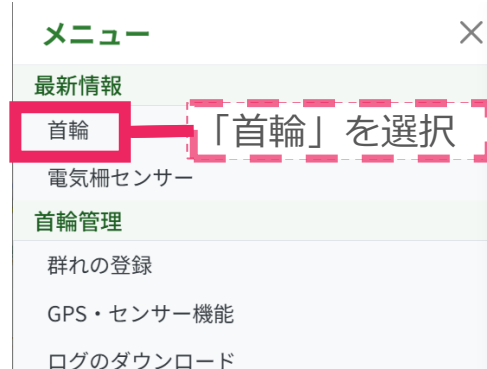 メニュー
最新情報
首輪
「首輪」を選択
電気柵センサー
首輪管理
群れの登録
GPS・センサー機能
ログのダウンロード